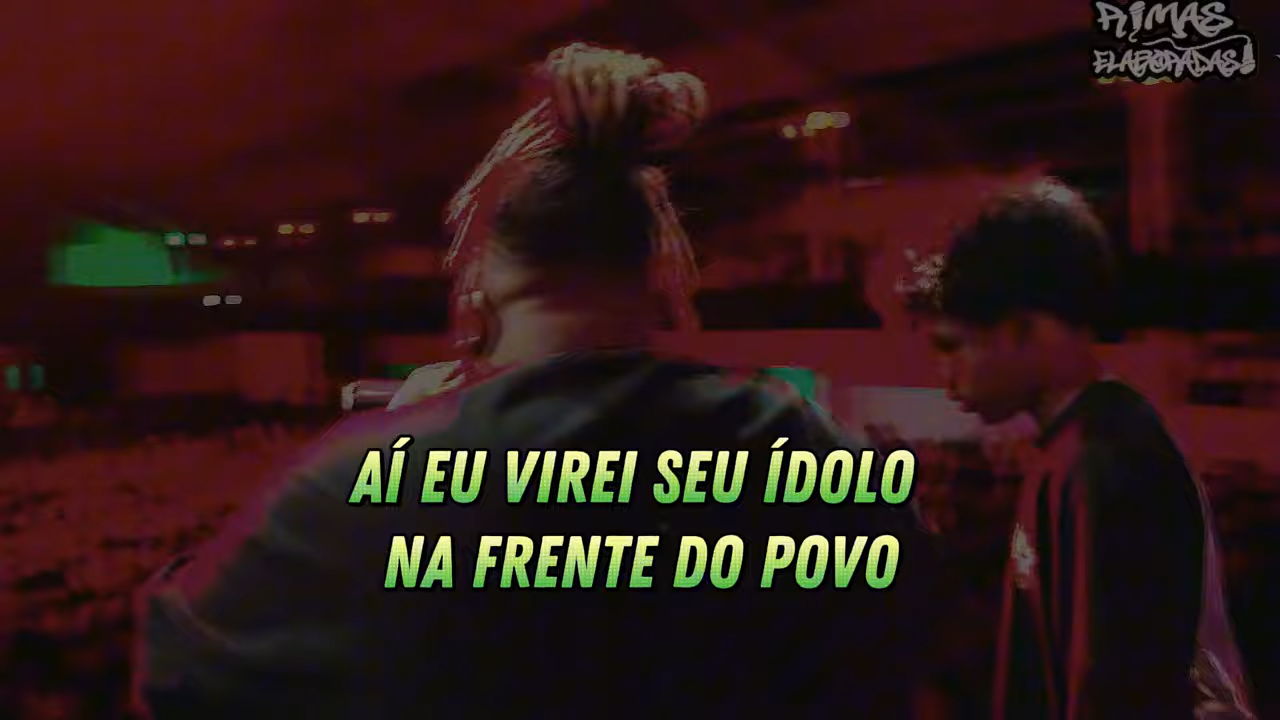 RIMAS
ELABORADAS
AÍ EU VIREI SEU ÍDOLO
NA FRENTE DO POVO